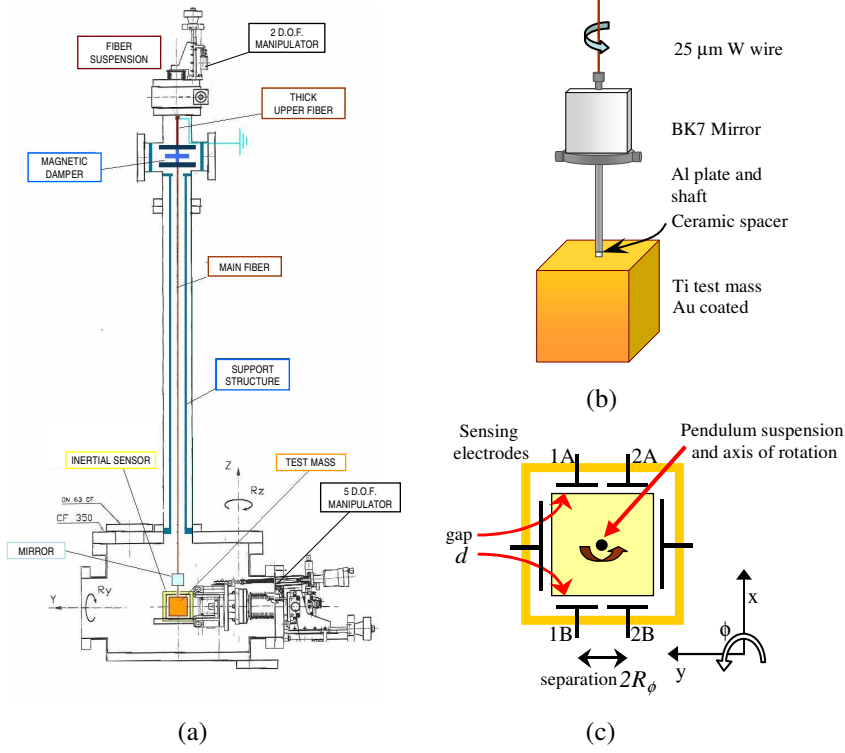 FIBER
SUSPENSION
2 D.O.F.
MANIPULATOR
THICK
UPPER FIBER
MAGNETIC
DAMPER
MAIN FIBER
SUPPORT
STRUCTURE
INERTIAL SENSOR
TEST MASS
Z
Rz
5 D.O.F.
MANIPULATOR
DN 63 CF
CF 350
MIRROR
Y
Ry
(a)
25 μm W wire
BK7 Mirror
Al plate and
shaft
Ceramic spacer
Ti test mass
Au coated
(b)
Sensing
electrodes
Pendulum suspension
and axis of rotation
1A
2A
gap
d
1B
2B
separation 2Rϕ
x
ϕ
y
(c)